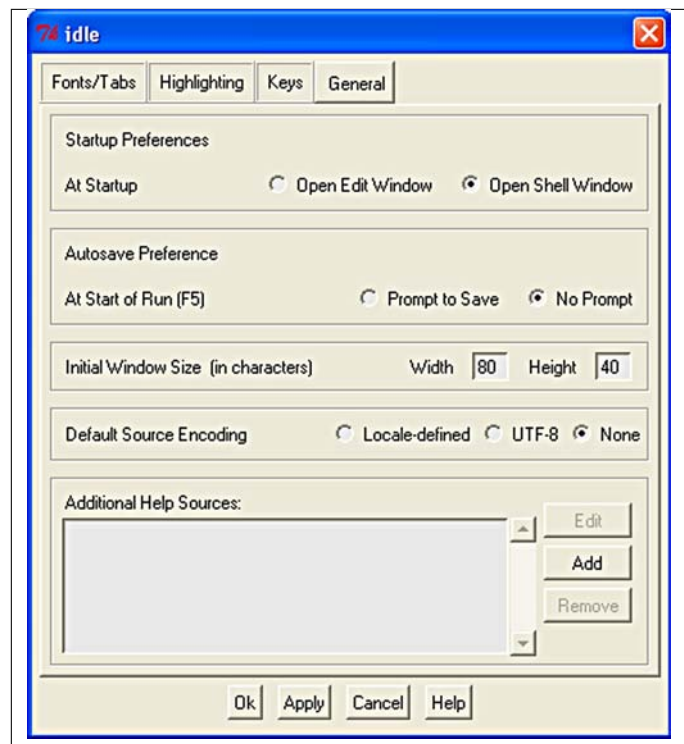 idle
Fonts/Tabs Highlighting Keys General
Startup Preferences
At Startup Open Edit Window Open Shell Window
Autosave Preference
At Start of Run (F5) Prompt to Save No Prompt
Initial Window Size (in characters) Width 80 Height 40
Default Source Encoding Locale-defined UTF-8 None
Additional Help Sources:
Edit
Add
Remove
Ok Apply Cancel Help